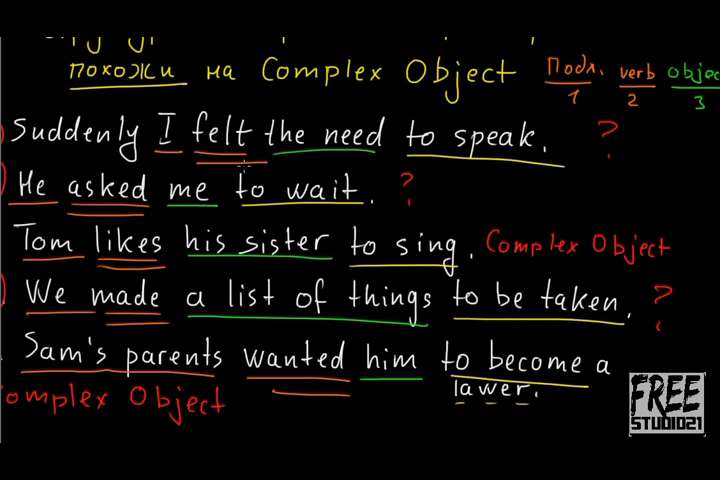 похожи на Complex Object Подл. verb
1 2 3
Suddenly I felt the need to speak. ?
He asked me to wait. ?
Tom likes his sister to sing. Complex Object
We made a list of things to be taken. ?
Sam's parents wanted him to become a
lawer.
Complex Object
FREE
STUDIO21